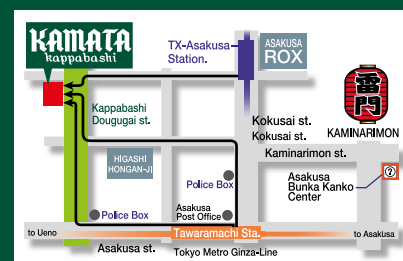 KAMATA
kappabashi
TX-Asakusa
Station.
ASAKUSA
ROX
雷門
KAMINARIMON
Kappabashi
Dougugai st.
Kokusai st.
Kokusai st.
Kaminarimon st.
HIGASHI
HONGAN-JI
Police Box
Asakusa
Bunka Kanko
Center
?
Asakusa
Post Office
Police Box
to Ueno
Tawaramachi Sta.
to Asakusa
Asakusa st.
Tokyo Metro Ginza-Line